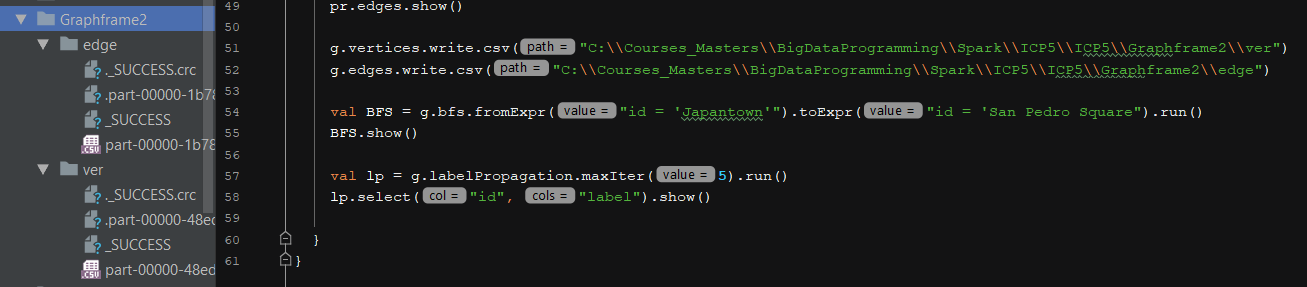 Graphframe2
edge
._SUCCESS.crc
.part-00000-1b78
_SUCCESS
part-00000-1b78
ver
._SUCCESS.crc
.part-00000-48ed
_SUCCESS
part-00000-48ed
49 pr.edges.show()
50
51 g.vertices.write.csv( path = "C:\\Courses_Masters\\BigDataProgramming\\Spark\\ICP5\\ICP5\\Graphframe2\\ver")
52 g.edges.write.csv( path = "C:\\Courses_Masters\\BigDataProgramming\\Spark\\ICP5\\ICP5\\Graphframe2\\edge")
53
54 val BFS = g.bfs.fromExpr( value = "id = 'Japantown'").toExpr( value = "id = 'San Pedro Square").run()
55 BFS.show()
56
57 val lp = g.labelPropagation.maxIter( value = 5).run()
58 lp.select( col = "id", cols = "label").show()
59
60 }
61 }